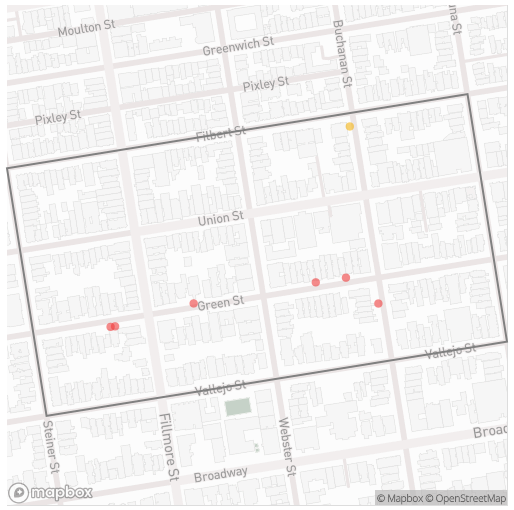 Moulton St
Greenwich St
Buchanan St
una St
Pixley St
Pixley St
Filbert St
Union St
Green St
Vallejo St
Vallejo St
Steiner St
Fillmore St
Webster St
Broadway
Broad
mapbox
© Mapbox © OpenStreetMap